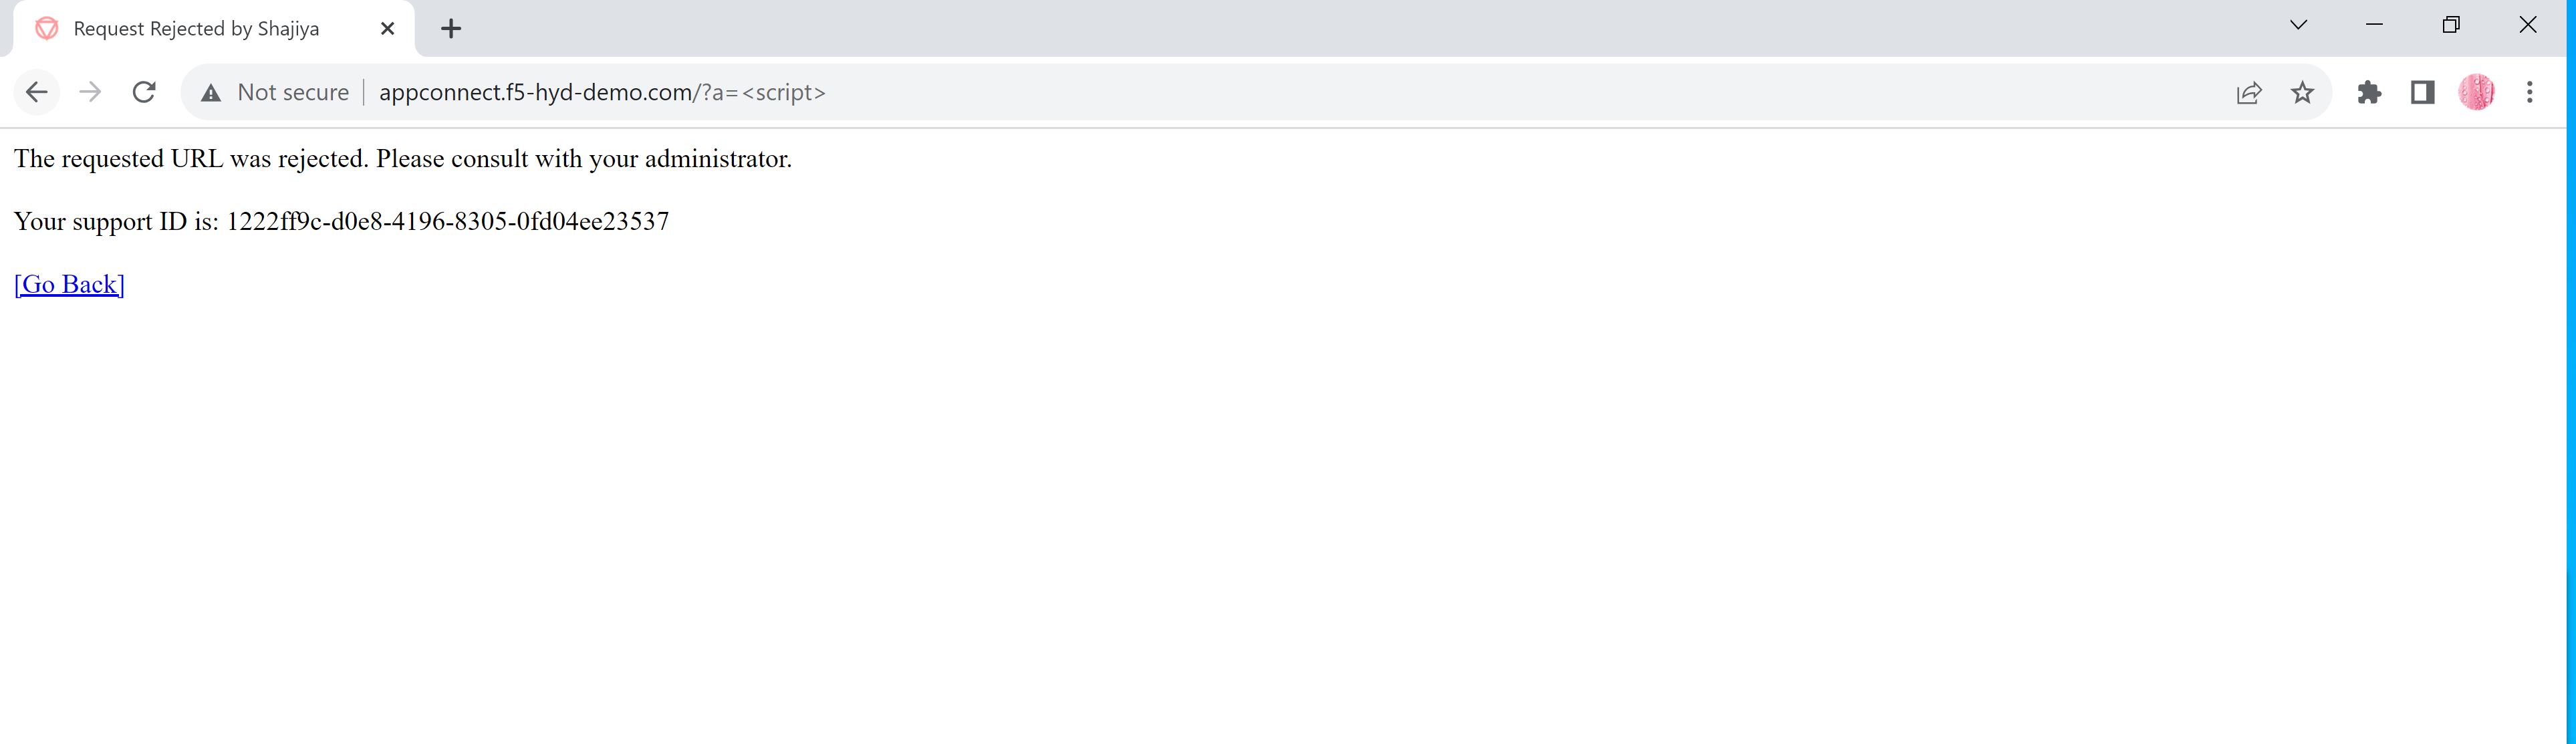 Request Rejected by Shajiya
Not secure
appconnect.f5-hyd-demo.com/?a=<script>
The requested URL was rejected. Please consult with your administrator.
Your support ID is: 1222ff9c-d0e8-4196-8305-0fd04ee23537
[Go Back]